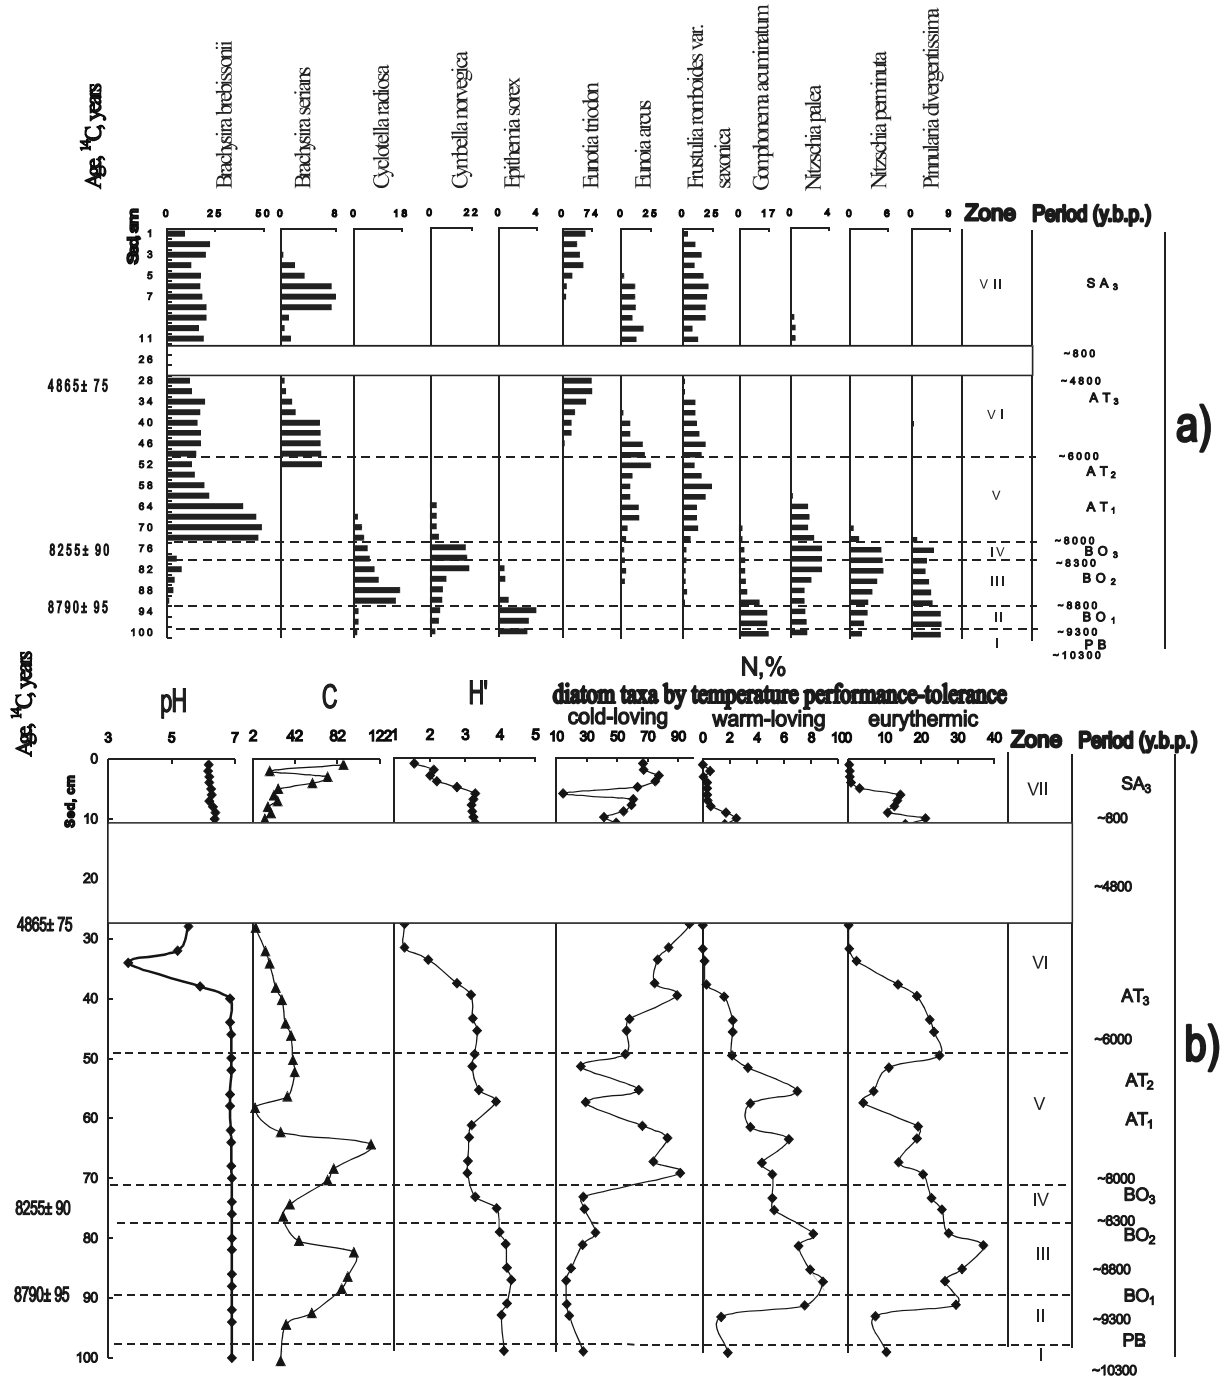 Age, ¹⁴C, years
Sed, cm
Brachysira brebissonii
Brachysira serians
Cyclotella radiosa
Cymbella norvegica
Epithemia sorex
Eunotia triodon
Eunoia arcus
Frustulia romboides var. saxonica
Gomphonema acuminatum
Nitzschia palea
Nitzschia perminuta
Pinnularia divergentissima
0 25 50 0 8 0 18 0 22 0 4 0 74 0 25 0 25 0 17 0 4 0 6 0 9
Zone Period (y.b.p.)
1
3
5
7
11
VII SA₃
26
~800
4865±75 28
~4800
34 AT₃
40 VI
46
~6000
52 AT₂
58 V
64 AT₁
70
~8000
8255±90 76 IV BO₃
~8300
82 III BO₂
88
8790±95 ~8800
94 II BO₁
~9300
100 I PB
~10300
a)
N,%
diatom taxa by temperature performance-tolerance
Age, ¹⁴C, years
pH C H' cold-loving warm-loving eurythermic
3 5 7 2 42 82 1221 2 3 4 5 10 30 50 70 90 0 2 4 6 8 100 10 20 30 40
Zone Period (y.b.p.)
Sed, cm
0
VII SA₃
10 ~800
20 ~4800
4865±75
30 VI
40 AT₃
~6000
50
AT₂
60 V AT₁
70 ~8000
8255±90 IV BO₃
~8300
80 III BO₂
~8800
8790±95 90 BO₁
II ~9300
PB
100 I ~10300
b)